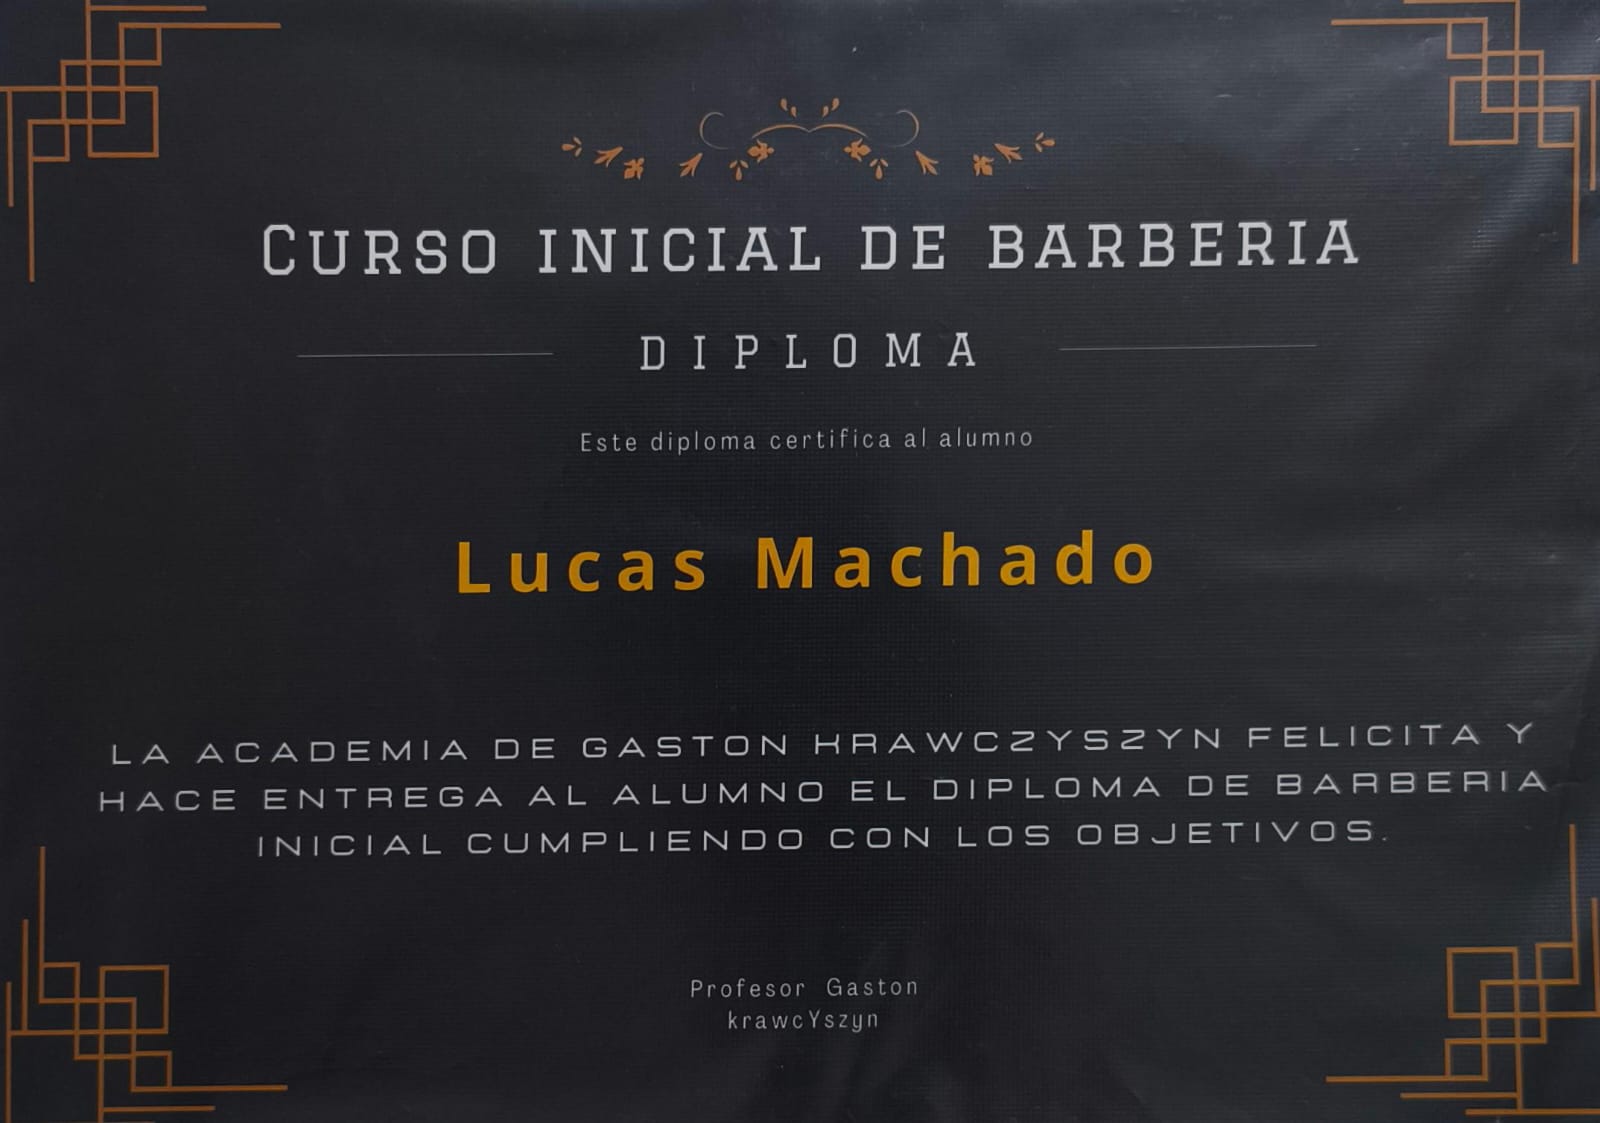 CURSO INICIAL DE BARBERIA
DIPLOMA
Este diploma certifica al alumno
Lucas Machado
LA ACADEMIA DE GASTON KRAWCZYSZYN FELICITA Y
HACE ENTREGA AL ALUMNO EL DIPLOMA DE BARBERIA
INICIAL CUMPLIENDO CON LOS OBJETIVOS.
Profesor Gaston
krawcYszyn